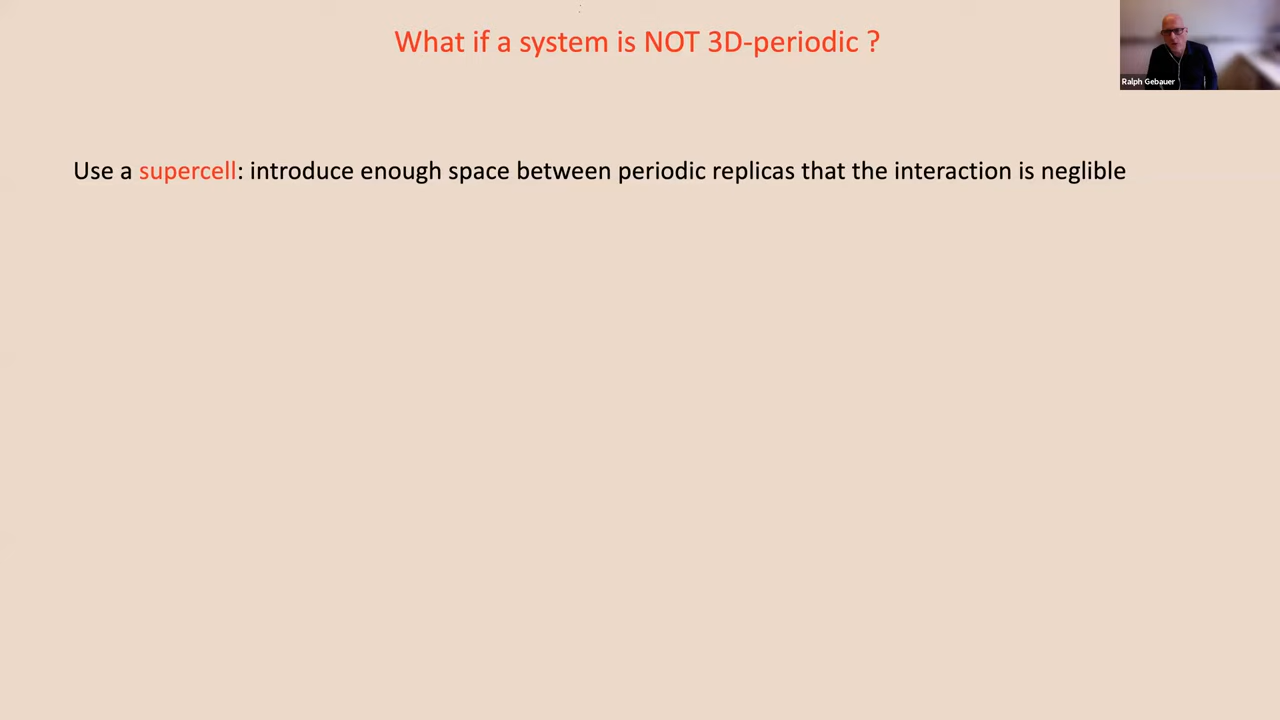 What if a system is NOT 3D-periodic ?
Ralph Gebauer
Use a supercell: introduce enough space between periodic replicas that the interaction is neglible